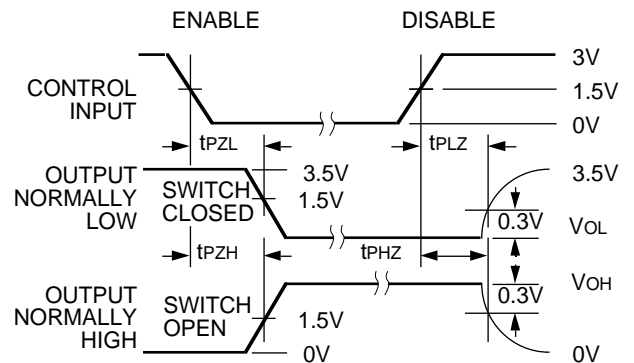 ENABLE DISABLE
CONTROL INPUT
3V
1.5V
0V
tPZL tPLZ
OUTPUT NORMALLY LOW
SWITCH CLOSED
3.5V
1.5V
3.5V
0.3V
VOL
tPZH tPHZ
OUTPUT NORMALLY HIGH
SWITCH OPEN
1.5V
0V
VOH
0.3V
0V